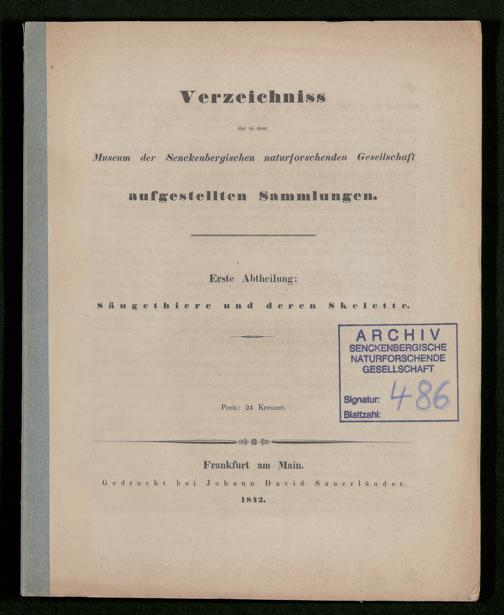 Verzeichniss
der in dem
Museum der Senckenbergischen naturforschenden Gesellschaft
aufgestellten Sammlungen.
Erste Abtheilung:
Säugethiere und deren Skelette.
ARCHIV
SENCKENBERGISCHE
NATURFORSCHENDE
GESELLSCHAFT
Signatur: 486
Blattzahl:
Preis: 24 Kreuzer.
Frankfurt am Main.
Gedruckt bei Johann David Sauerländer.
1842.